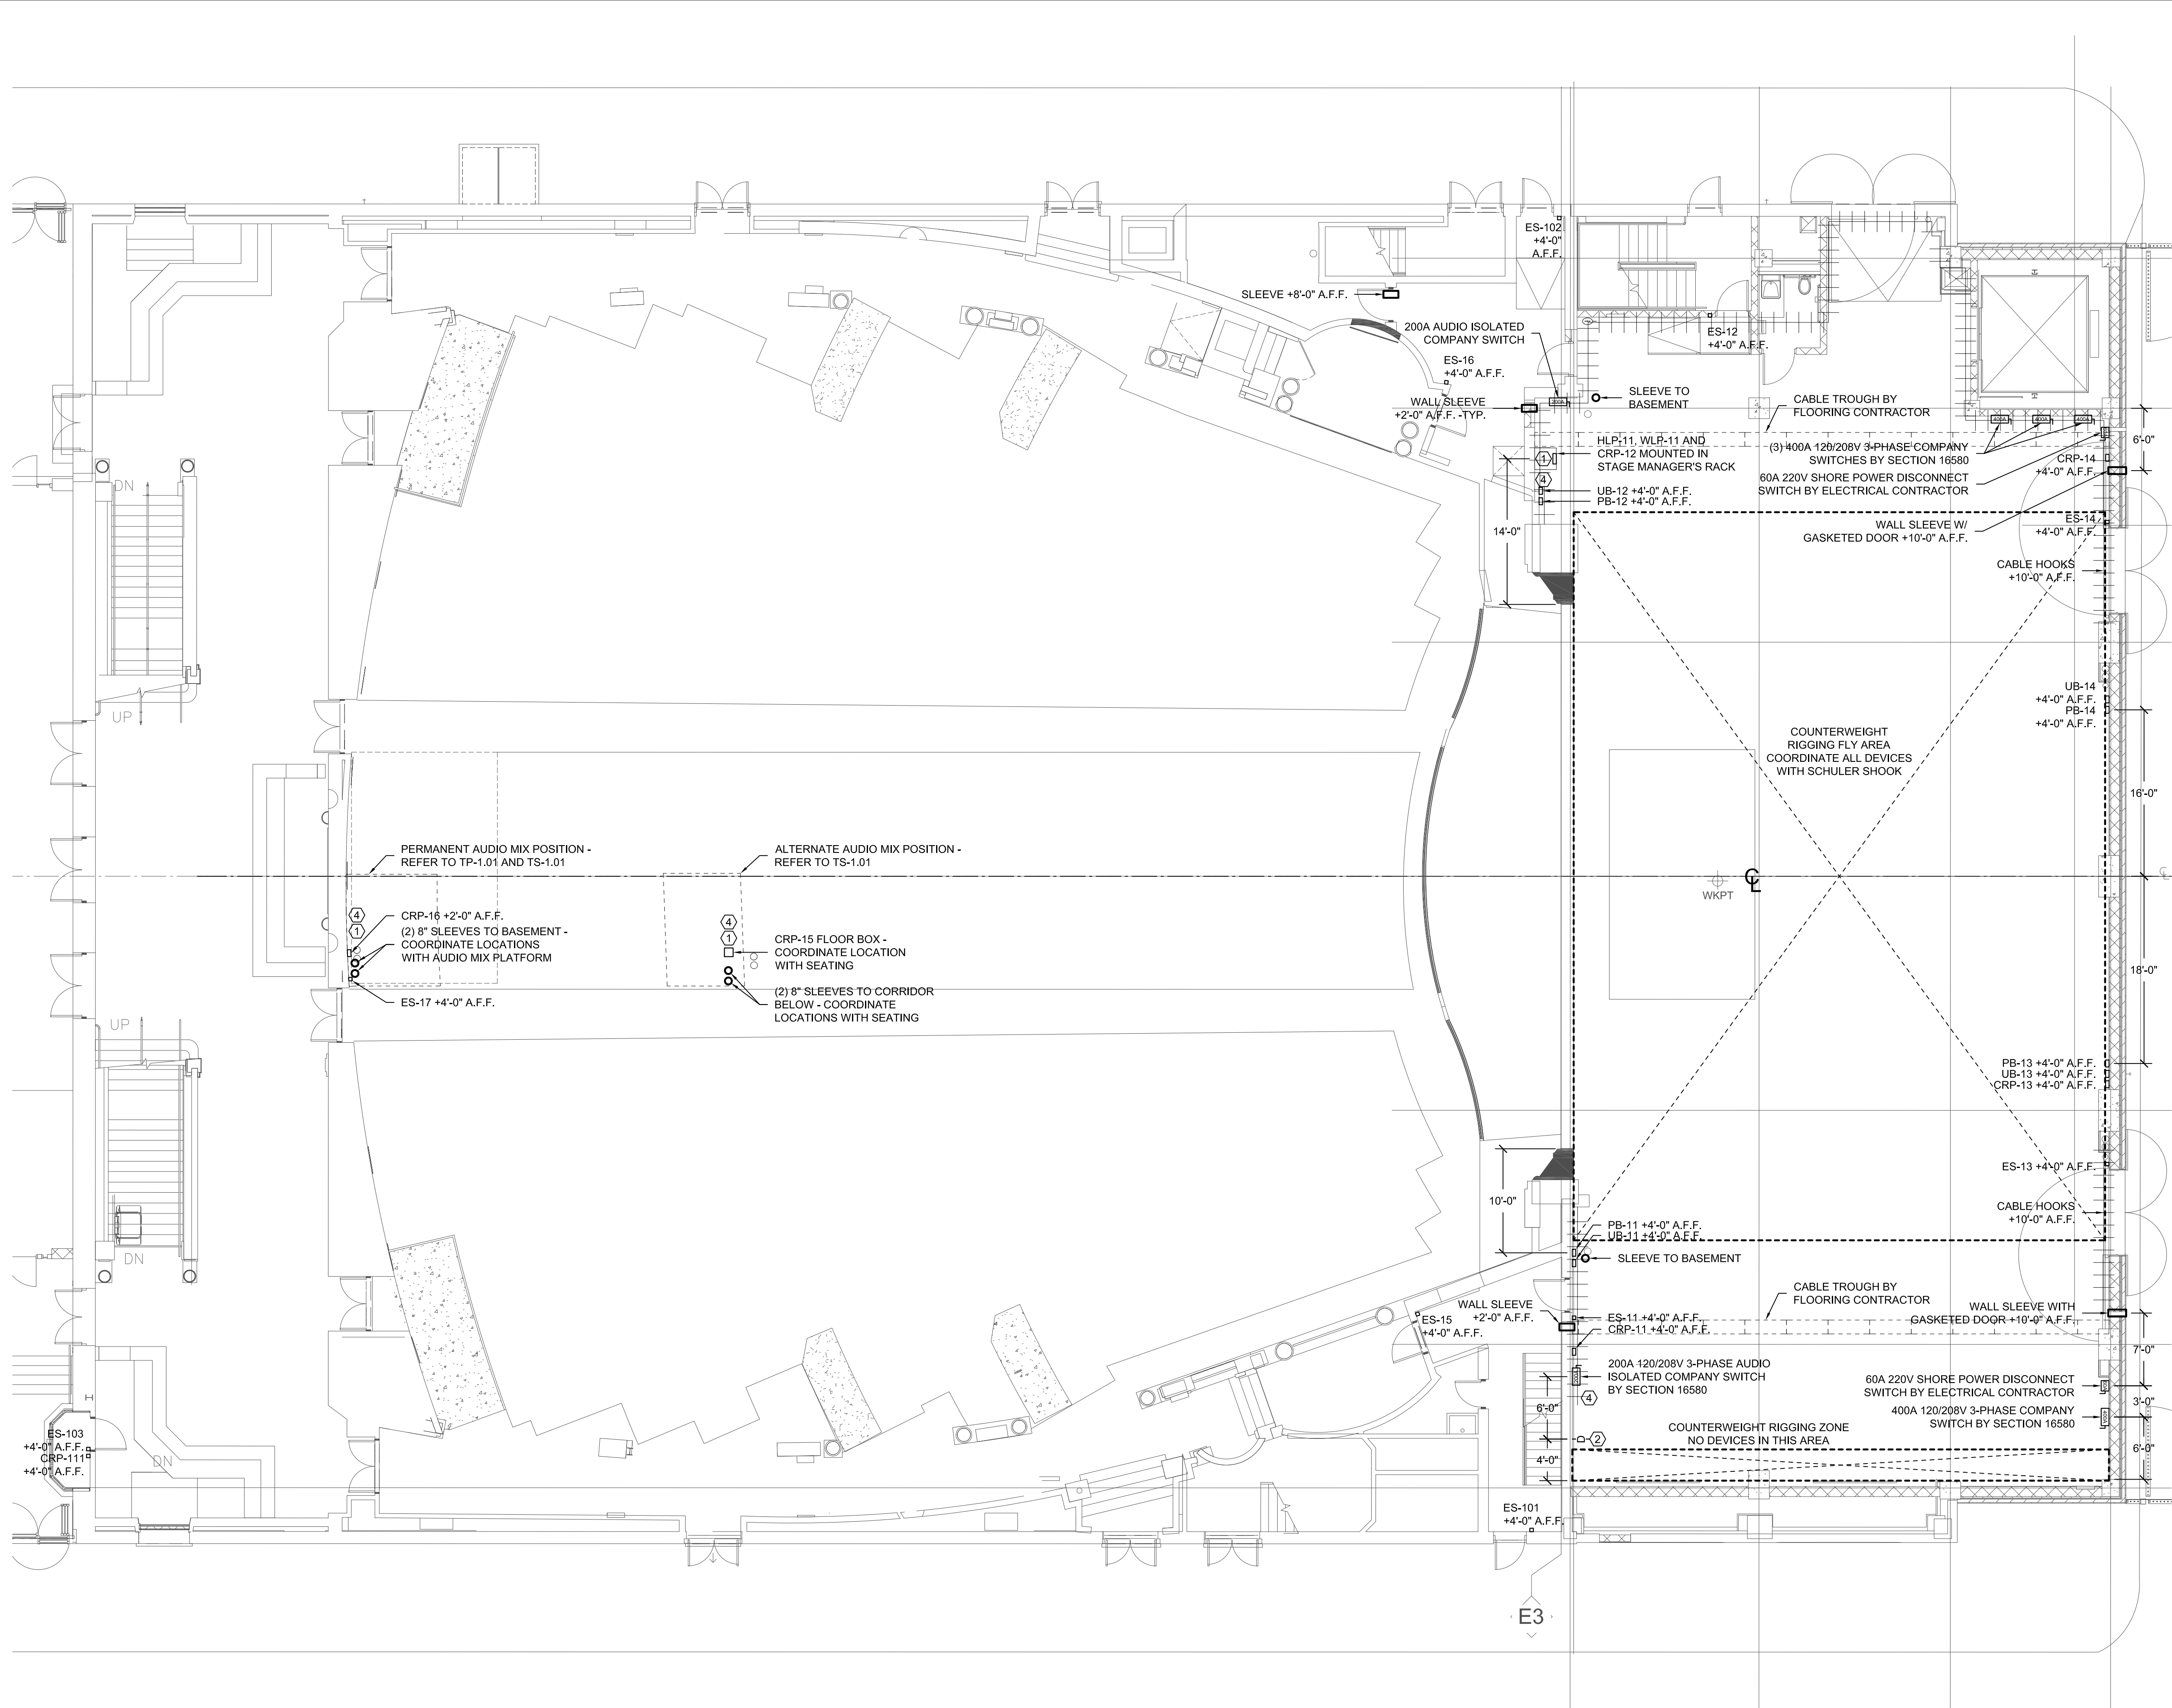 ES-102
+4'-0"
A.F.F.
SLEEVE +8'-0" A.F.F.
200A AUDIO ISOLATED
COMPANY SWITCH
ES-12
+4'-0" A.F.F.
ES-16
+4'-0" A.F.F.
WALL SLEEVE
+2'-0" A.F.F. -TYP.
200A
SLEEVE TO
BASEMENT
CABLE TROUGH BY
FLOORING CONTRACTOR
400A
400A
400A
6'-0"
HLP-11, WLP-11 AND
CRP-12 MOUNTED IN
STAGE MANAGER'S RACK
1
4
(3) 400A 120/208V 3-PHASE COMPANY
SWITCHES BY SECTION 16580
CRP-14
+4'-0" A.F.F.
60A 220V SHORE POWER DISCONNECT
SWITCH BY ELECTRICAL CONTRACTOR
UB-12 +4'-0" A.F.F.
PB-12 +4'-0" A.F.F.
14'-0"
WALL SLEEVE W/
GASKETED DOOR +10'-0" A.F.F.
ES-14
+4'-0" A.F.F.
CABLE HOOKS
+10'-0" A.F.F.
DN
UP
UB-14
+4'-0" A.F.F.
PB-14
+4'-0" A.F.F.
COUNTERWEIGHT
RIGGING FLY AREA
COORDINATE ALL DEVICES
WITH SCHULER SHOOK
16'-0"
PERMANENT AUDIO MIX POSITION -
REFER TO TP-1.01 AND TS-1.01
ALTERNATE AUDIO MIX POSITION -
REFER TO TS-1.01
WKPT
CL
CL
4
1
CRP-16 +2'-0" A.F.F.
(2) 8" SLEEVES TO BASEMENT -
COORDINATE LOCATIONS
WITH AUDIO MIX PLATFORM
ES-17 +4'-0" A.F.F.
4
1
CRP-15 FLOOR BOX -
COORDINATE LOCATION
WITH SEATING
(2) 8" SLEEVES TO CORRIDOR
BELOW - COORDINATE
LOCATIONS WITH SEATING
18'-0"
UP
DN
PB-13 +4'-0" A.F.F.
UB-13 +4'-0" A.F.F.
CRP-13 +4'-0" A.F.F.
ES-13 +4'-0" A.F.F.
CABLE HOOKS
+10'-0" A.F.F.
10'-0"
PB-11 +4'-0" A.F.F.
UB-11 +4'-0" A.F.F.
SLEEVE TO BASEMENT
CABLE TROUGH BY
FLOORING CONTRACTOR
WALL SLEEVE
+2'-0" A.F.F.
ES-15
+4'-0" A.F.F.
ES-11 +4'-0" A.F.F.
CRP-11 +4'-0" A.F.F.
WALL SLEEVE WITH
GASKETED DOOR +10'-0" A.F.F.
7'-0"
200A 120/208V 3-PHASE AUDIO
ISOLATED COMPANY SWITCH
BY SECTION 16580
200A
4
60A 220V SHORE POWER DISCONNECT
SWITCH BY ELECTRICAL CONTRACTOR
3'-0"
400A 120/208V 3-PHASE COMPANY
SWITCH BY SECTION 16580
400A
6'-0"
D
2
COUNTERWEIGHT RIGGING ZONE
NO DEVICES IN THIS AREA
6'-0"
4'-0"
ES-103
+4'-0" A.F.F.
CRP-111
+4'-0" A.F.F.
DN
ES-101
+4'-0" A.F.F.
E3